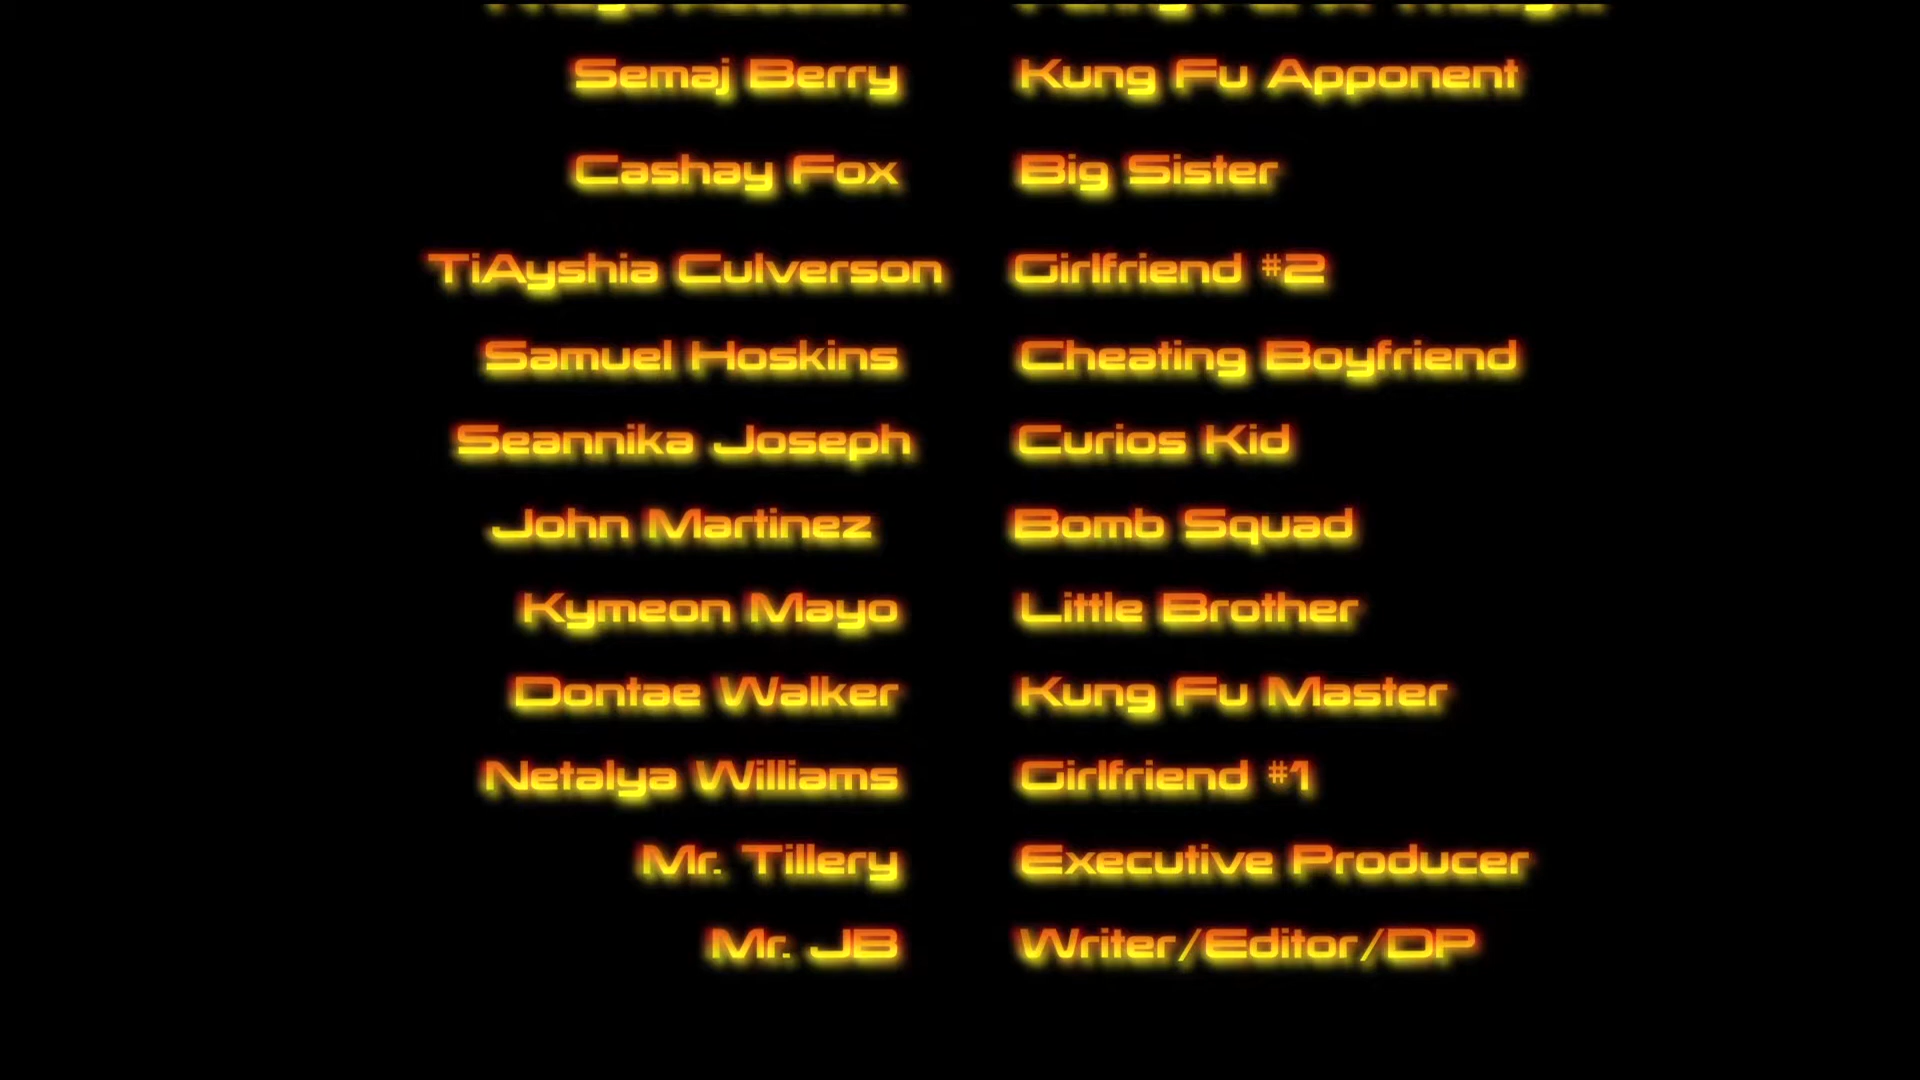 Semaj Berry Kung Fu Apponent
Cashay Fox Big Sister
TiAyshia Culverson Girlfriend #2
Samuel Hoskins Cheating Boyfriend
Seannika Joseph Curios Kid
John Martinez Bomb Squad
Kymeon Mayo Little Brother
Dontae Walker Kung Fu Master
Netalya Williams Girlfriend #1
Mr. Tillery Executive Producer
Mr. JB Writer/Editor/DP